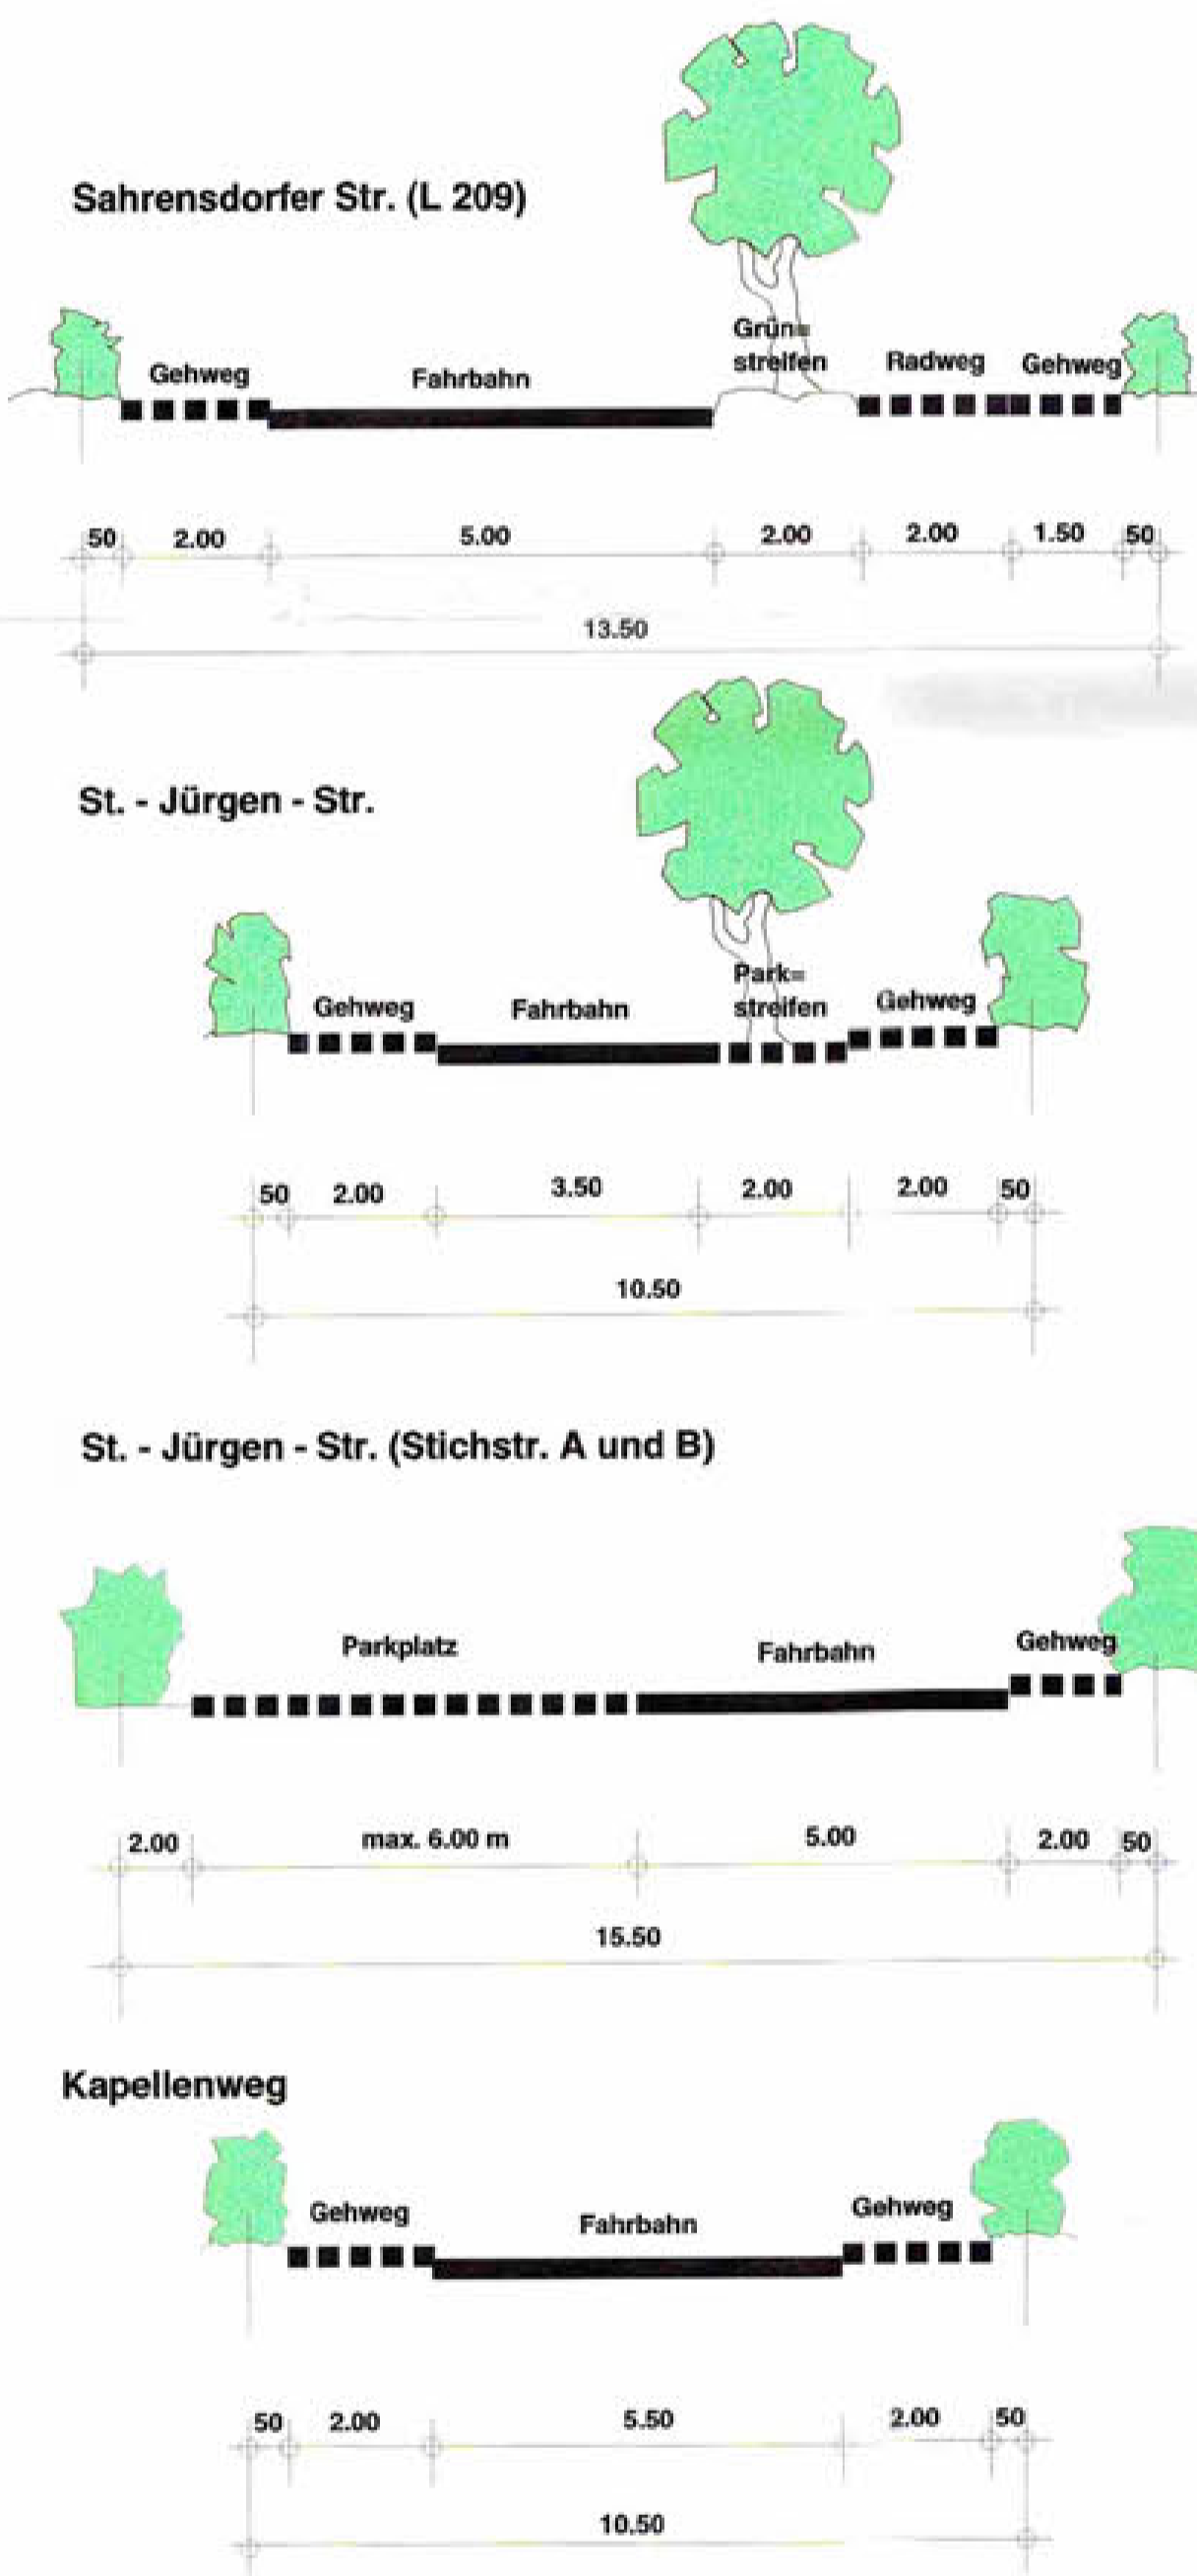 Sahrensdorfer Str. (L 209)
Grün=
streifen
Gehweg Fahrbahn Radweg Gehweg
50 2.00 5.00 2.00 2.00 1.50 50
13.50
St. - Jürgen - Str.
Park=
streifen
Gehweg Fahrbahn Gehweg
50 2.00 3.50 2.00 2.00 50
10.50
St. - Jürgen - Str. (Stichstr. A und B)
Parkplatz Fahrbahn Gehweg
2.00 max. 6.00 m 5.00 2.00 50
15.50
Kapellenweg
Gehweg Fahrbahn Gehweg
50 2.00 5.50 2.00 50
10.50